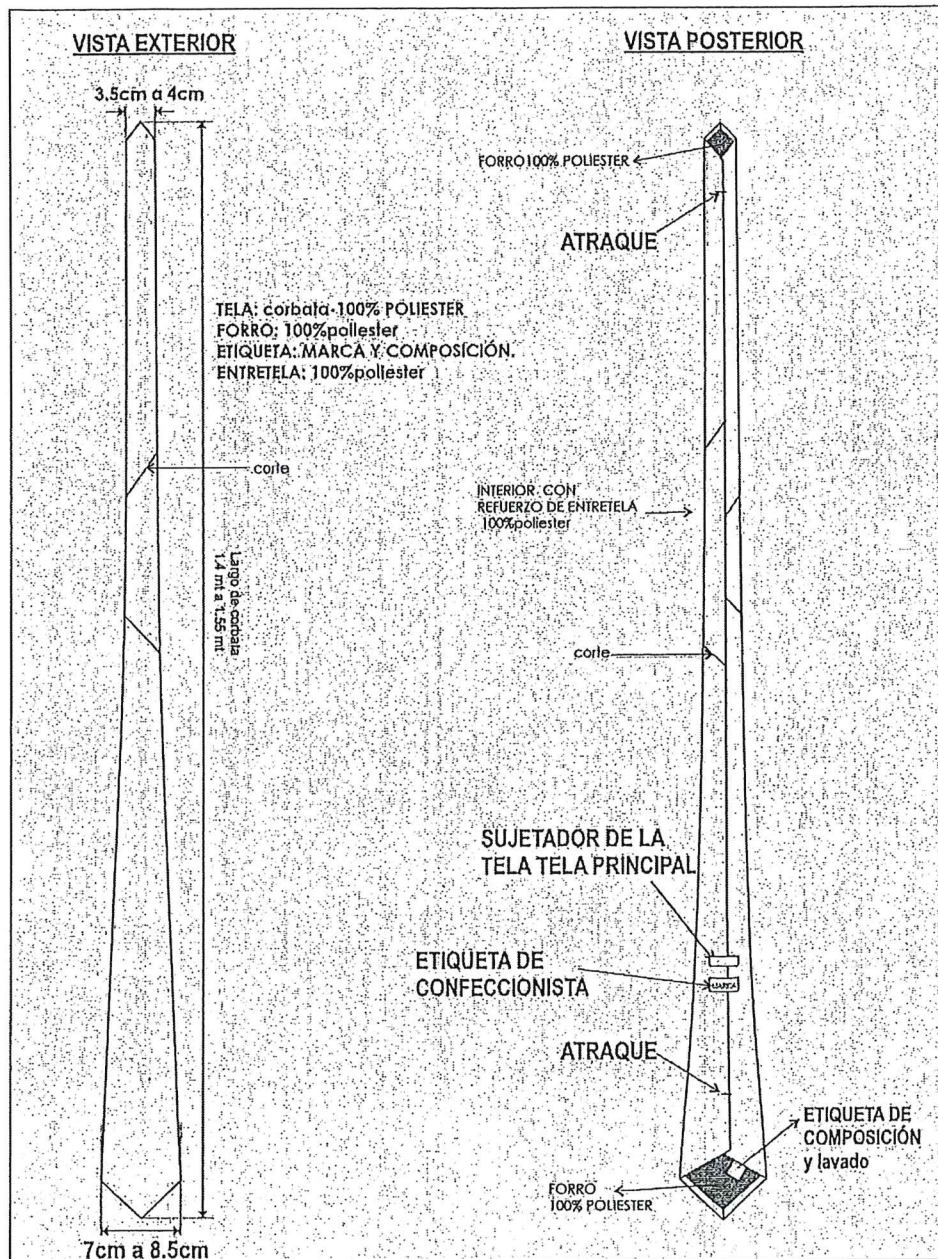 VISTA EXTERIOR
3.5cm a 4cm
TELA: corbata-100% POLIESTER
FORRO: 100%poliester
ETIQUETA: MARCA Y COMPOSICIÓN.
ENTRETELA: 100%poliester
corte
Largo de corbata
1.4 mt a 1.55 mt
7cm a 8.5cm
VISTA POSTERIOR
FORRO100% POLIESTER
ATRAQUE
INTERIOR CON
REFUERZO DE ENTRETELA
100%poliester
corte
SUJETADOR DE LA
TELA TELA PRINCIPAL
ETIQUETA DE
CONFECCIONISTA
MARCA
ATRAQUE
ETIQUETA DE
COMPOSICIÓN
y lavado
FORRO
100% POLIESTER